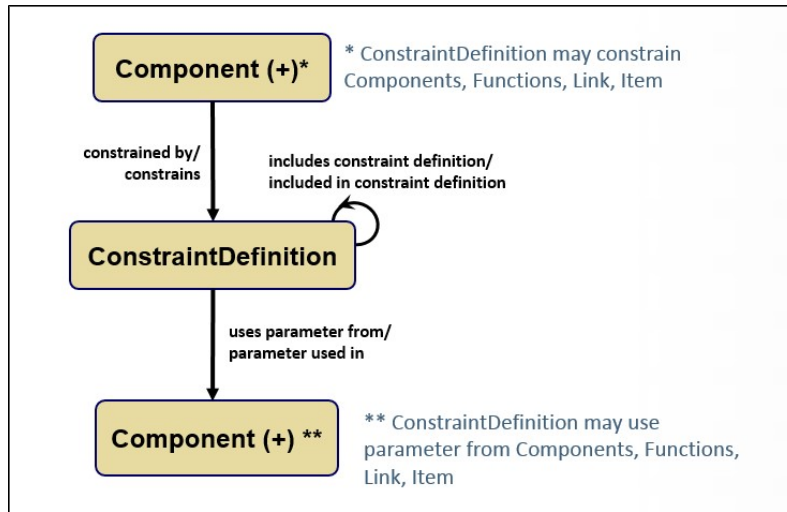 Component (+)*
* ConstraintDefinition may constrain
Components, Functions, Link, Item
constrained by/
constrains
includes constraint definition/
included in constraint definition
ConstraintDefinition
uses parameter from/
parameter used in
Component (+) **
** ConstraintDefinition may use
parameter from Components, Functions,
Link, Item